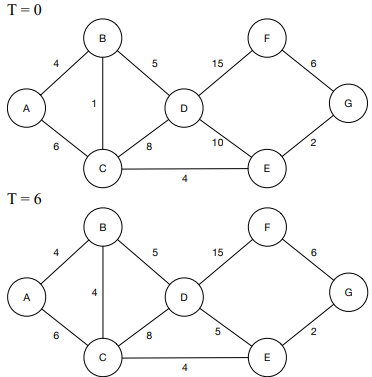 T = 0
B F
4 5 15 6
A 1 D G
6 8 10 2
C E
4
T = 6
B F
4 5 15 6
A 4 D G
6 8 5 2
C E
4